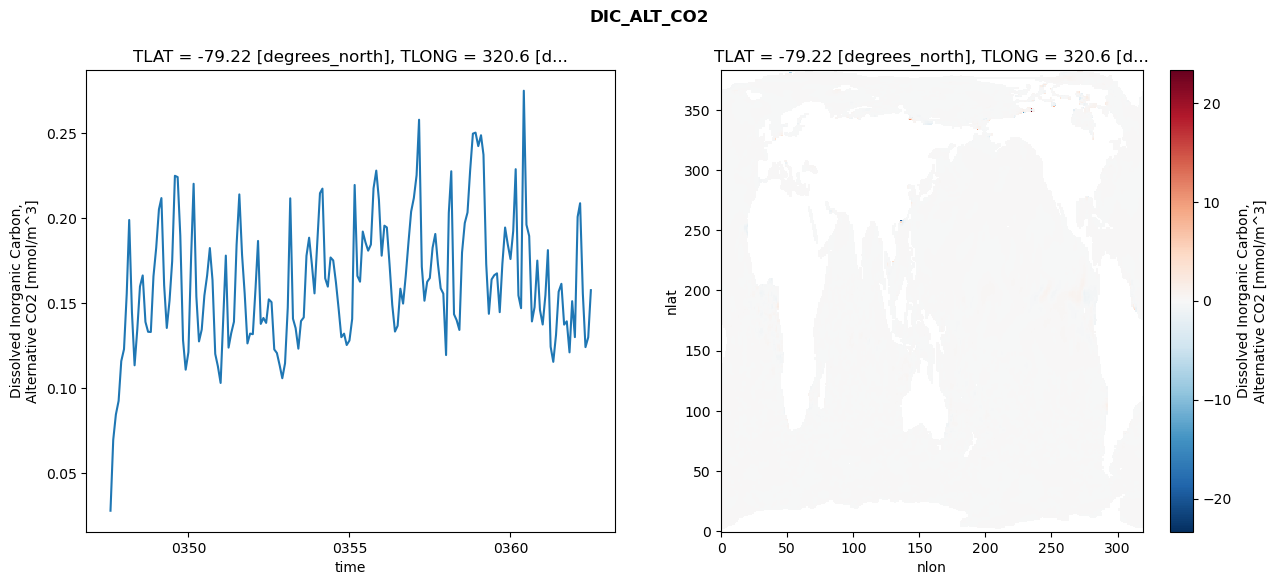 DIC_ALT_CO2
TLAT = -79.22 [degrees_north], TLONG = 320.6 [d...
Dissolved Inorganic Carbon,
Alternative CO2 [mmol/m^3]
0.25
0.20
0.15
0.10
0.05
0350
0355
0360
time
TLAT = -79.22 [degrees_north], TLONG = 320.6 [d...
nlat
350
300
250
200
150
100
50
0
0
50
100
150
200
250
300
nlon
20
10
0
−10
−20
Dissolved Inorganic Carbon,
Alternative CO2 [mmol/m^3]